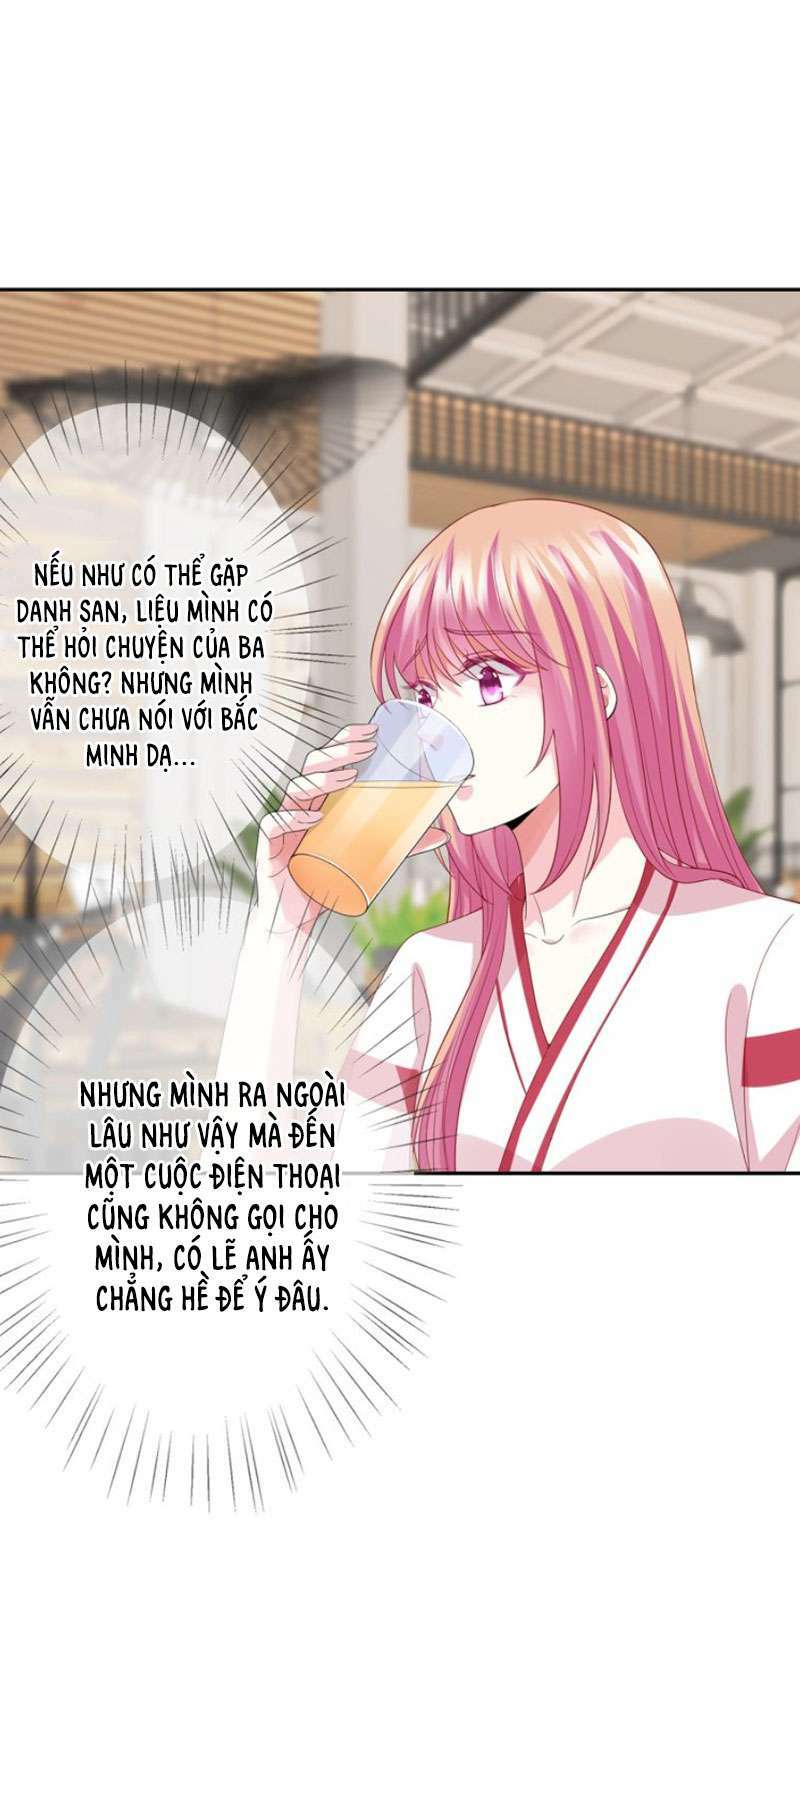 NẾU NHƯ CÓ THỂ GẶP
DANH SAN, LIỆU MÌNH CÓ
THỂ HỎI CHUYỆN CỦA BA
KHÔNG? NHƯNG MÌNH
VẪN CHƯA NÓI VỚI BẮC
MINH DẠ...
NHƯNG MÌNH RA NGOÀI
LÂU NHƯ VẬY MÀ ĐẾN
MỘT CUỘC ĐIỆN THOẠI
CŨNG KHÔNG GỌI CHO
MÌNH, CÓ LẼ ANH ẤY
CHẲNG HỀ ĐỂ Ý ĐÂU.